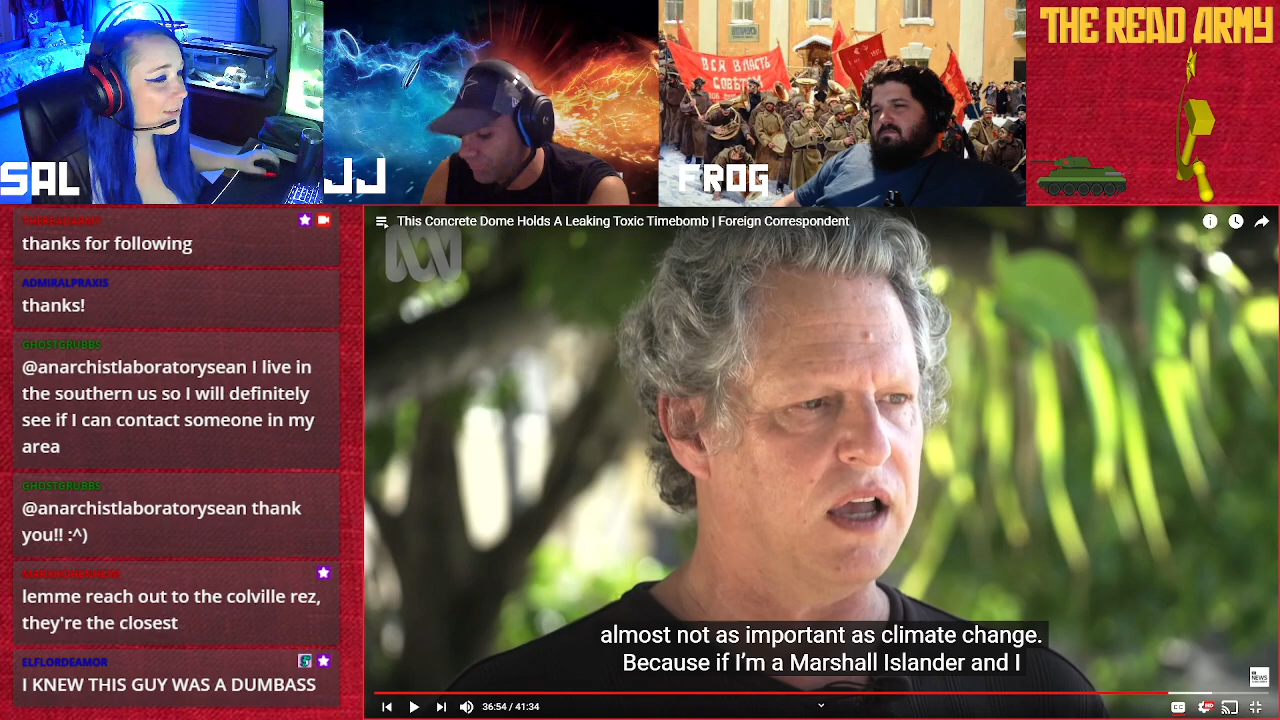 SAL
JJ
ВСЯ ВЛАСТЬ
СОВѢТАМ
FROG
THE READ ARMY
thanks for following
ADMIRALPRAXIS
thanks!
GHOSTGRUBBS
@anarchistlaboratorysean I live in
the southern us so I will definitely
see if I can contact someone in my
area
GHOSTGRUBBS
@anarchistlaboratorysean thank
you!! :^)
lemme reach out to the colville rez,
they're the closest
ELFLORDEAMOR
I KNEW THIS GUY WAS A DUMBASS
This Concrete Dome Holds A Leaking Toxic Timebomb | Foreign Correspondent
almost not as important as climate change.
Because if I'm a Marshall Islander and I
NEWS
36:54 / 41:34
CC
HD